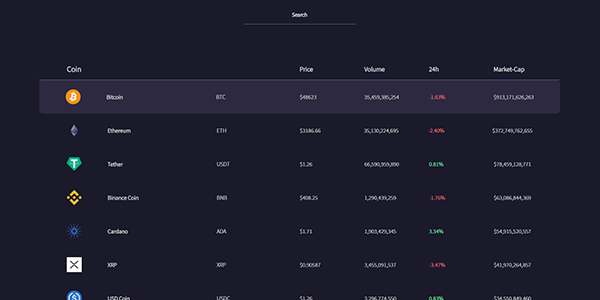 Search
Coin Price Volume 24h Market-Cap
Bitcoin BTC $48623 35,459,385,254 -1.63% $913,171,626,263
Ethereum ETH $3186.66 35,130,224,695 -2.40% $372,749,762,655
Tether USDT $1.26 66,590,959,890 0.81% $78,459,128,771
Binance Coin BNB $408.25 1,290,439,259 -1.76% $63,086,844,369
Cardano ADA $1.71 1,903,429,345 3.34% $54,915,520,557
XRP XRP $0.90587 3,455,091,537 -3.47% $41,970,264,857
USD Coin USDC $1.26 3,296,774,550 0.83% $34,550,849,460